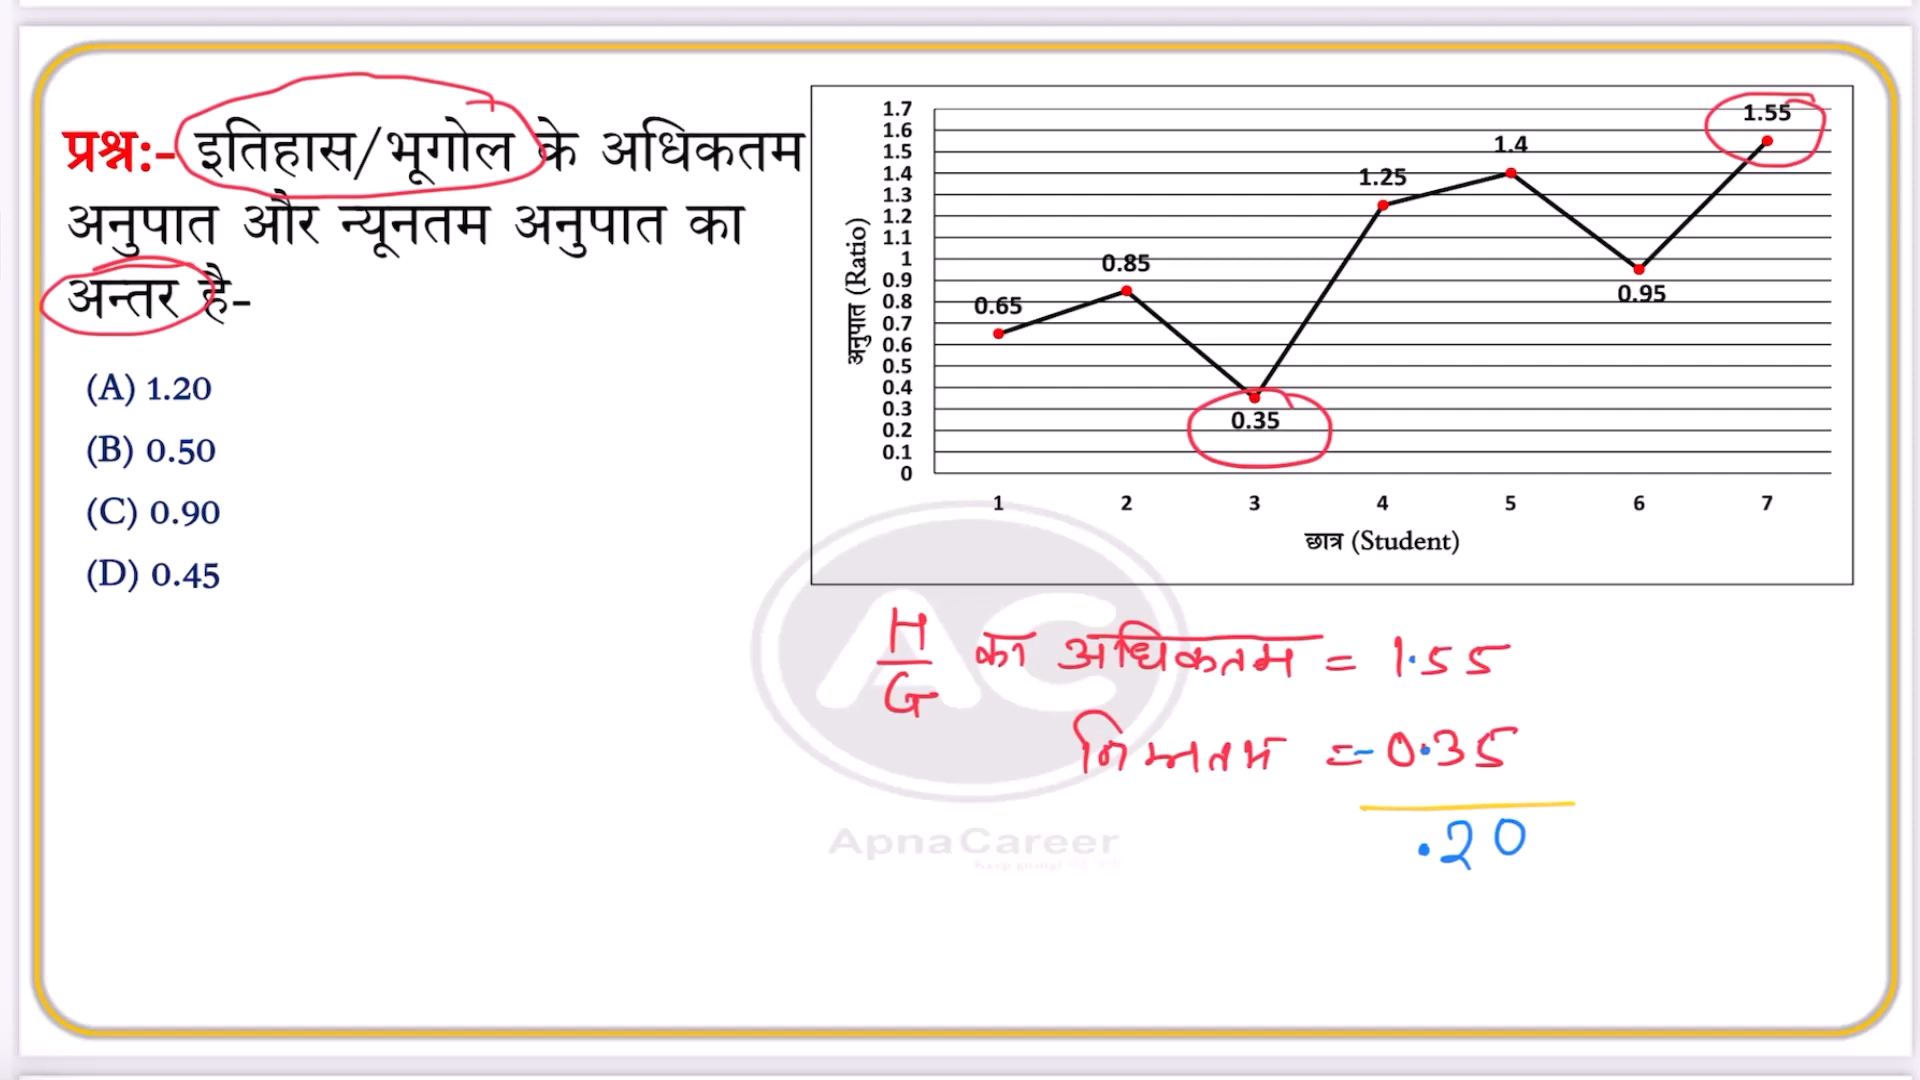 प्रश्न:- इतिहास/भूगोल के अधिकतम
अनुपात और न्यूनतम अनुपात का
अन्तर है-
(A) 1.20
(B) 0.50
(C) 0.90
(D) 0.45
1.7
1.6
1.5
1.4
1.3
1.2
1.1
1
0.9
0.8
0.7
0.6
0.5
0.4
0.3
0.2
0.1
0
अनुपात (Ratio)
0.65
0.85
0.35
1.25
1.4
0.95
1.55
1 2 3 4 5 6 7
छात्र (Student)
H
G
का अधिकतम = 1.55
निम्नतम = -0.35
.20
AC
ApnaCareer